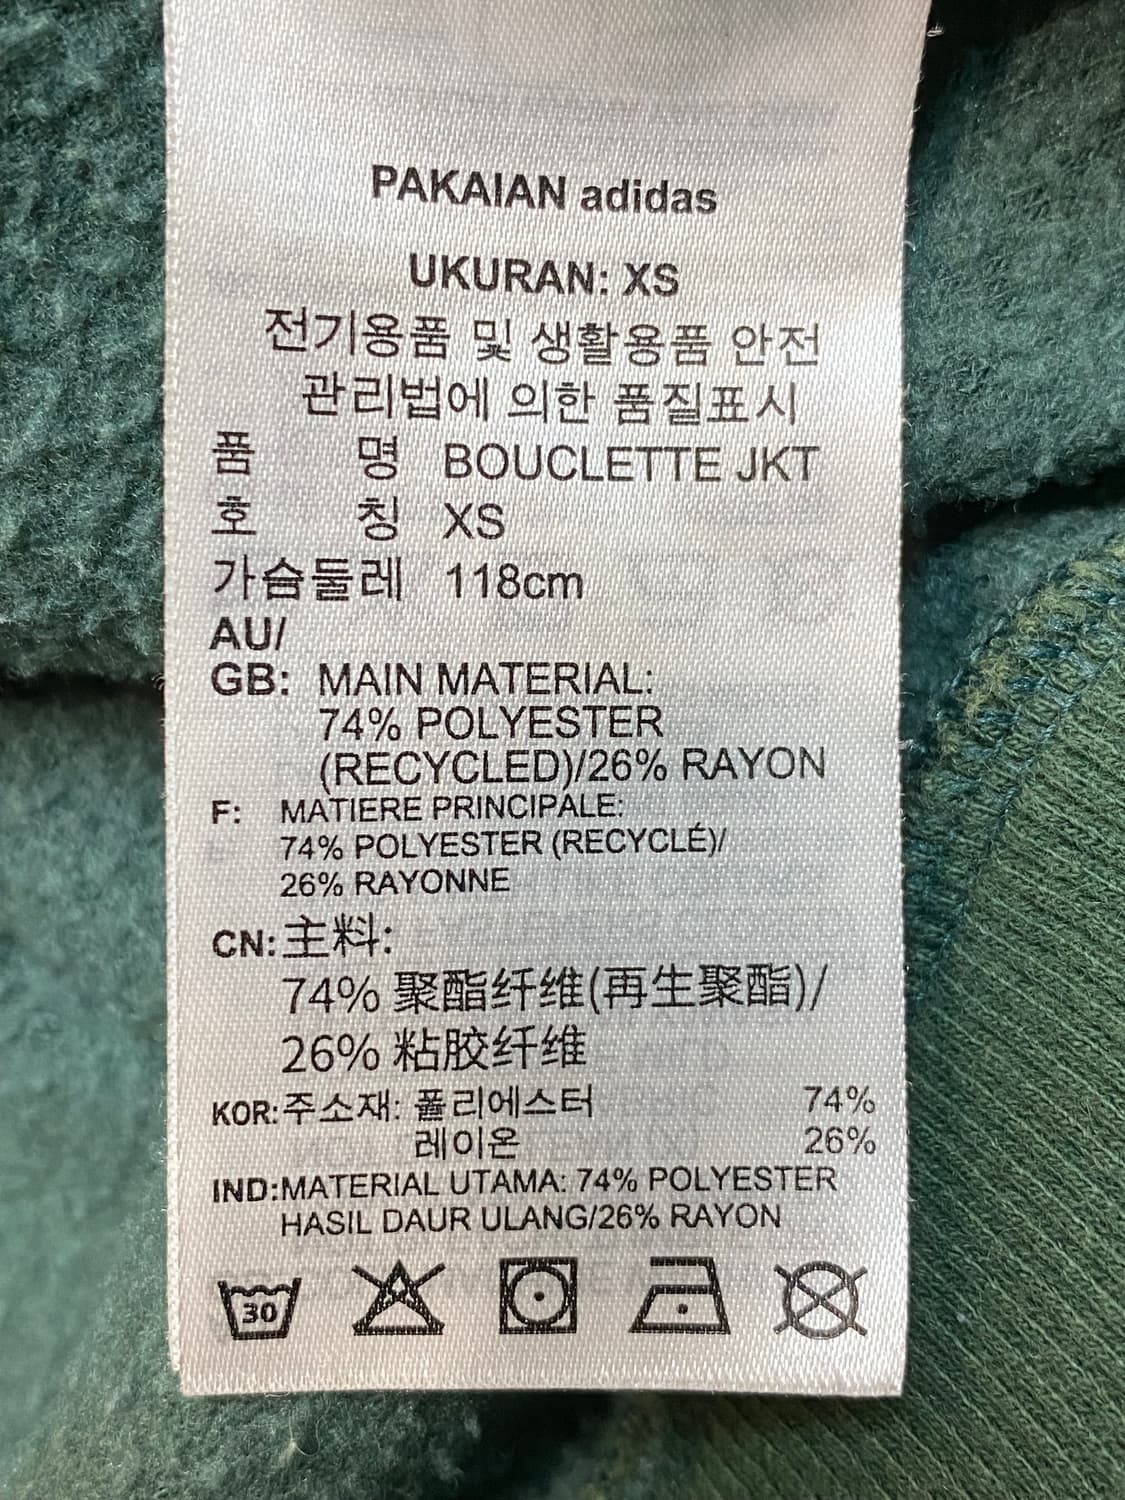 PAKAIAN adidas
UKURAN: XS
전기용품 및 생활용품 안전
관리법에 의한 품질표시
품 명 BOUCLETTE JKT
호 칭 XS
가슴둘레 118cm
AU/
GB: MAIN MATERIAL:
74% POLYESTER
(RECYCLED)/26% RAYON
F: MATIERE PRINCIPALE:
74% POLYESTER (RECYCLÉ)/
26% RAYONNE
CN: 主料:
74% 聚酯纤维(再生聚酯)/
26% 粘胶纤维
KOR: 주소재: 폴리에스터 74%
레이온 26%
IND: MATERIAL UTAMA: 74% POLYESTER
HASIL DAUR ULANG/26% RAYON
30